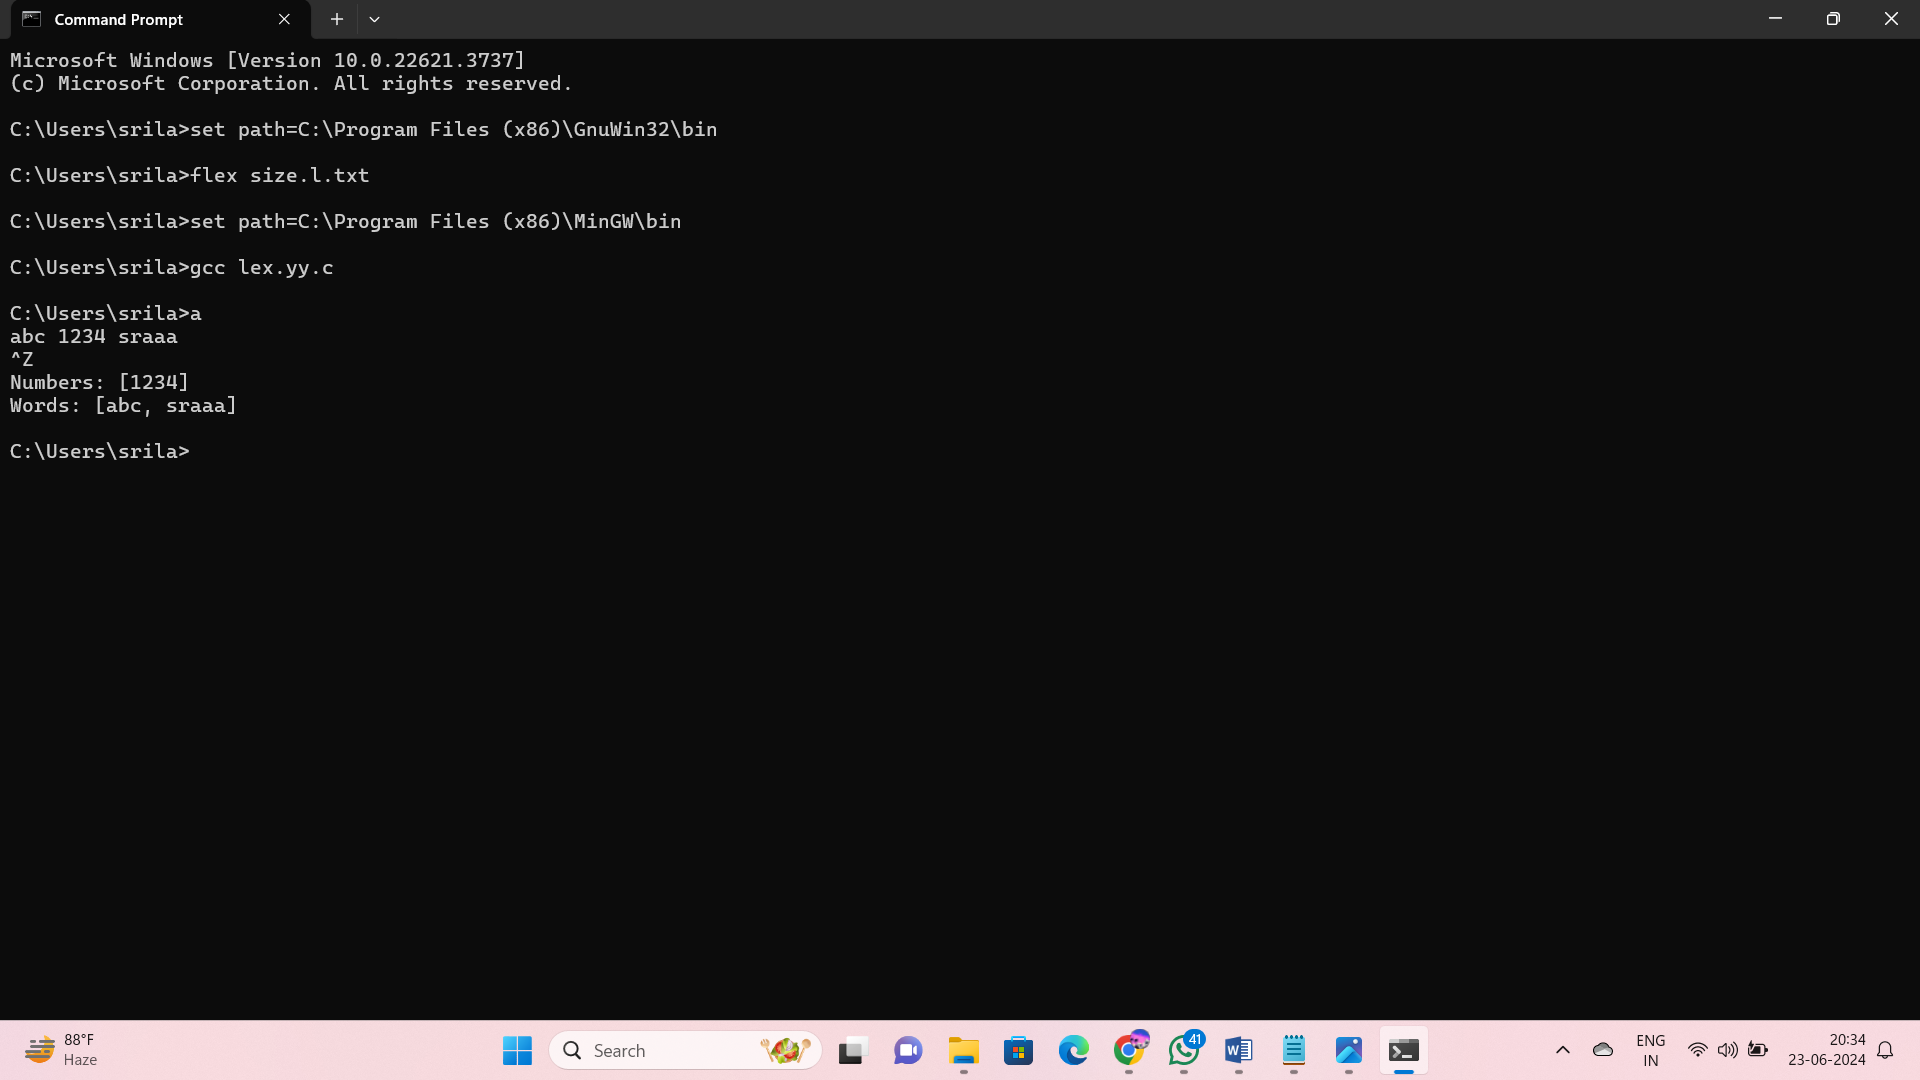 Command Prompt
Microsoft Windows [Version 10.0.22621.3737]
(c) Microsoft Corporation. All rights reserved.
C:\Users\srila>set path=C:\Program Files (x86)\GnuWin32\bin
C:\Users\srila>flex size.l.txt
C:\Users\srila>set path=C:\Program Files (x86)\MinGW\bin
C:\Users\srila>gcc lex.yy.c
C:\Users\srila>a
abc 1234 sraaa
^Z
Numbers: [1234]
Words: [abc, sraaa]
C:\Users\srila>
88°F
Haze
Search
41
W
ENG
IN
20:34
23-06-2024